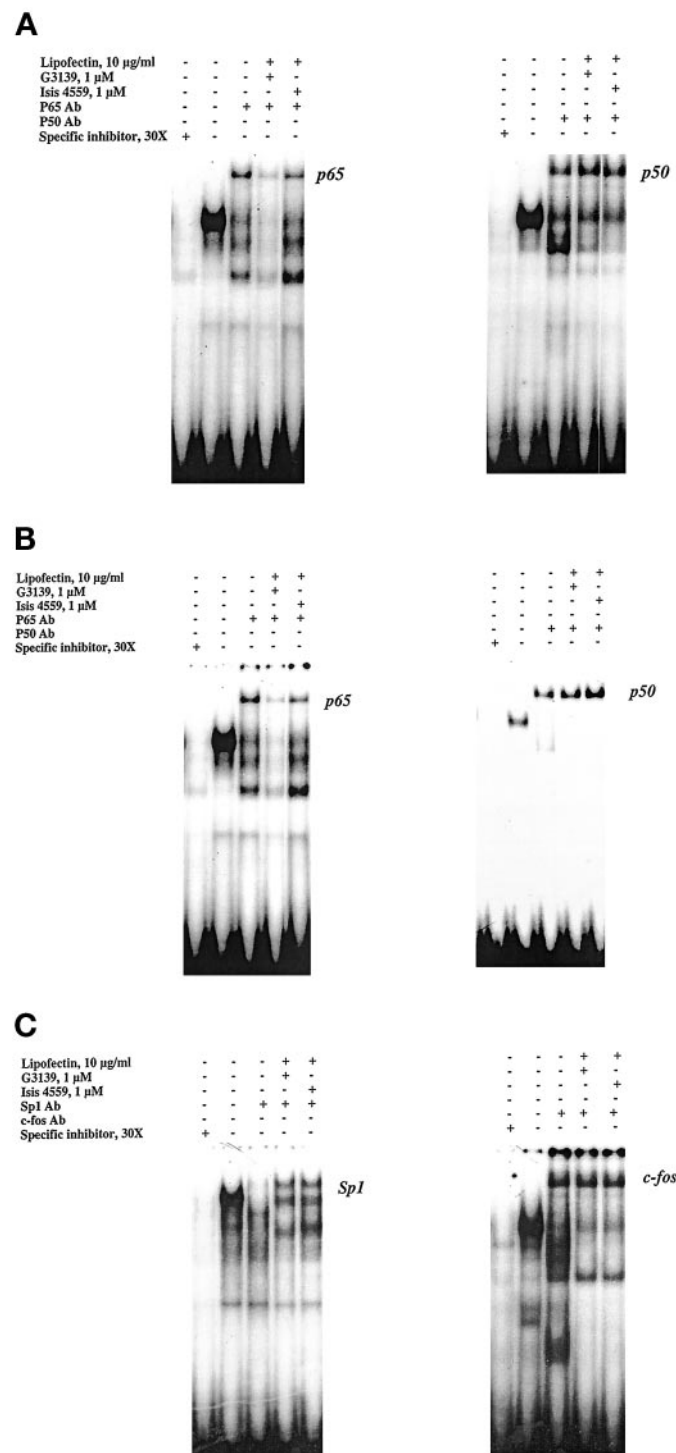 A
Lipofectin, 10 µg/ml - - - + + - - - + +
G3139, 1 µM - - - + - - - - + -
Isis 4559, 1 µM - - - - + - - - - +
P65 Ab - - + + + - - - - -
P50 Ab - - - - - - - + + +
Specific inhibitor, 30X + - - - - + - - - -
p65 p50
B
Lipofectin, 10 µg/ml - - - + + - - - + +
G3139, 1 µM - - - + - - - - + -
Isis 4559, 1 µM - - - - + - - - - +
P65 Ab - - + + + - - - - -
P50 Ab - - - - - - - + + +
Specific inhibitor, 30X + - - - - + - - - -
p65 p50
C
Lipofectin, 10 µg/ml - - - + + - - - + +
G3139, 1 µM - - - + - - - - + -
Isis 4559, 1 µM - - - - + - - - - +
Sp1 Ab - - + + + - - - - -
c-fos Ab - - - - - - - + + +
Specific inhibitor, 30X + - - - - + - - - -
Sp1 c-fos